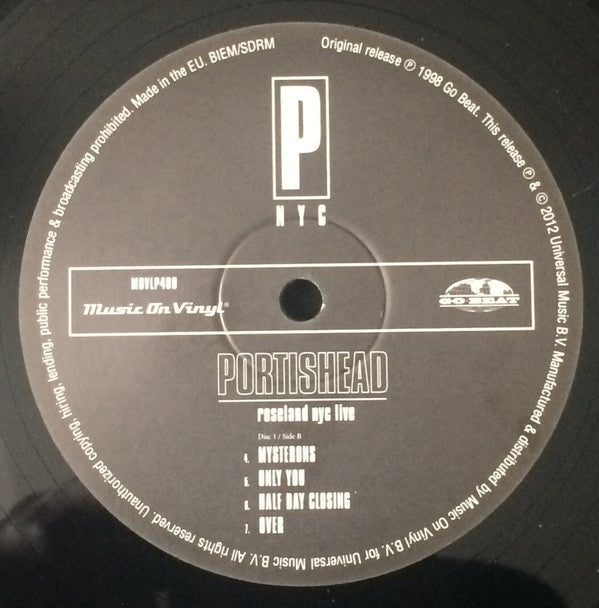 Original release ℗ 1998 Go Beat. This release ℗ & © 2012 Universal Music B.V. Manufactured & distributed by Music On Vinyl B.V. for Universal Music B.V. All rights reserved. Unauthorized copying, hiring, lending, public performance & broadcasting prohibited. Made in the EU. BIEM/SDRM
P
NYC
MOVLP490
Music On Vinyl®
GO BEAT
PORTISHEAD
roseland nyc live
Disc 1 / Side B
4. MYSTERONS
5. ONLY YOU
6. HALF DAY CLOSING
7. OVER